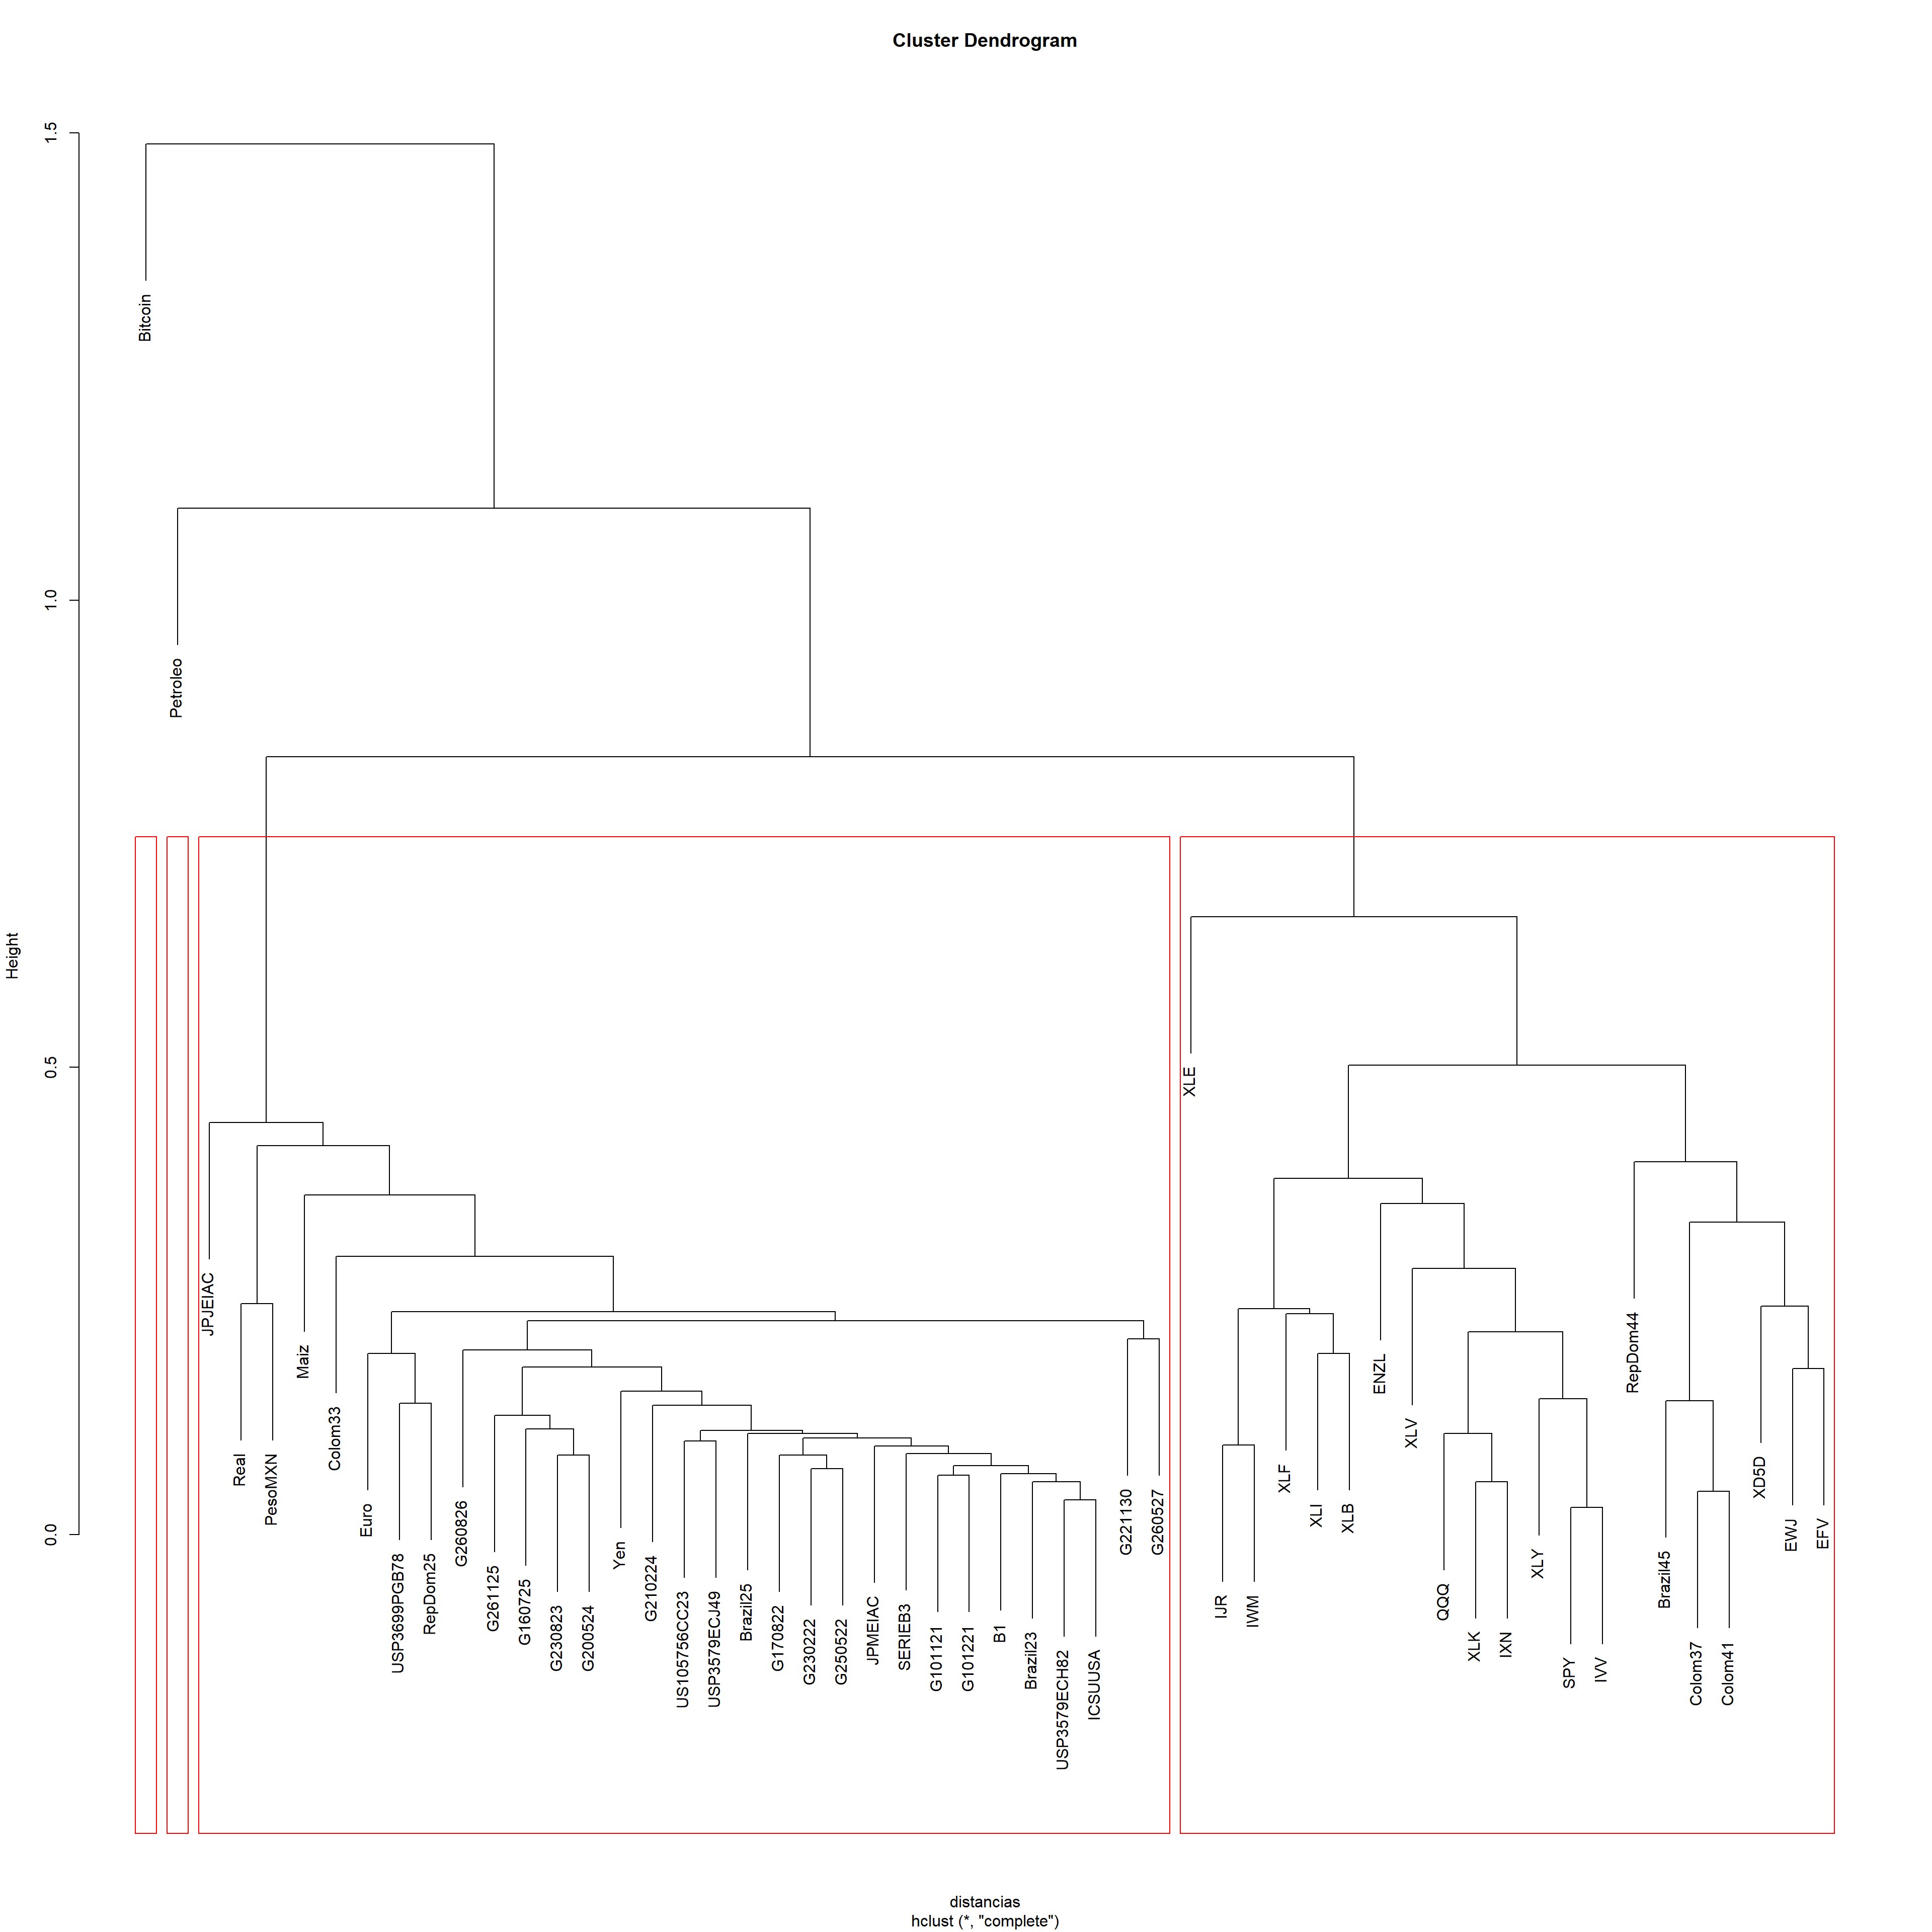 Cluster Dendrogram
Height
1.5
1.0
0.5
0.0
Bitcoin
Petroleo
JPJEIAC
Real
PesoMXN
Maiz
Colom33
Euro
USP3699PGB78
RepDom25
G260826
G261125
G160725
G230823
G200524
Yen
G210224
US105756CC23
USP3579ECJ49
Brazil25
G170822
G230222
G250522
JPMEIAC
SERIEB3
G101121
G101221
B1
Brazil23
USP3579ECH82
ICSUUSA
G221130
G260527
XLE
IJR
IWM
XLF
XLI
XLB
ENZL
XLV
QQQ
XLK
IXN
XLY
SPY
IVV
RepDom44
Brazil45
Colom37
Colom41
XD5D
EWJ
EFV
distancias
hclust (*, "complete")